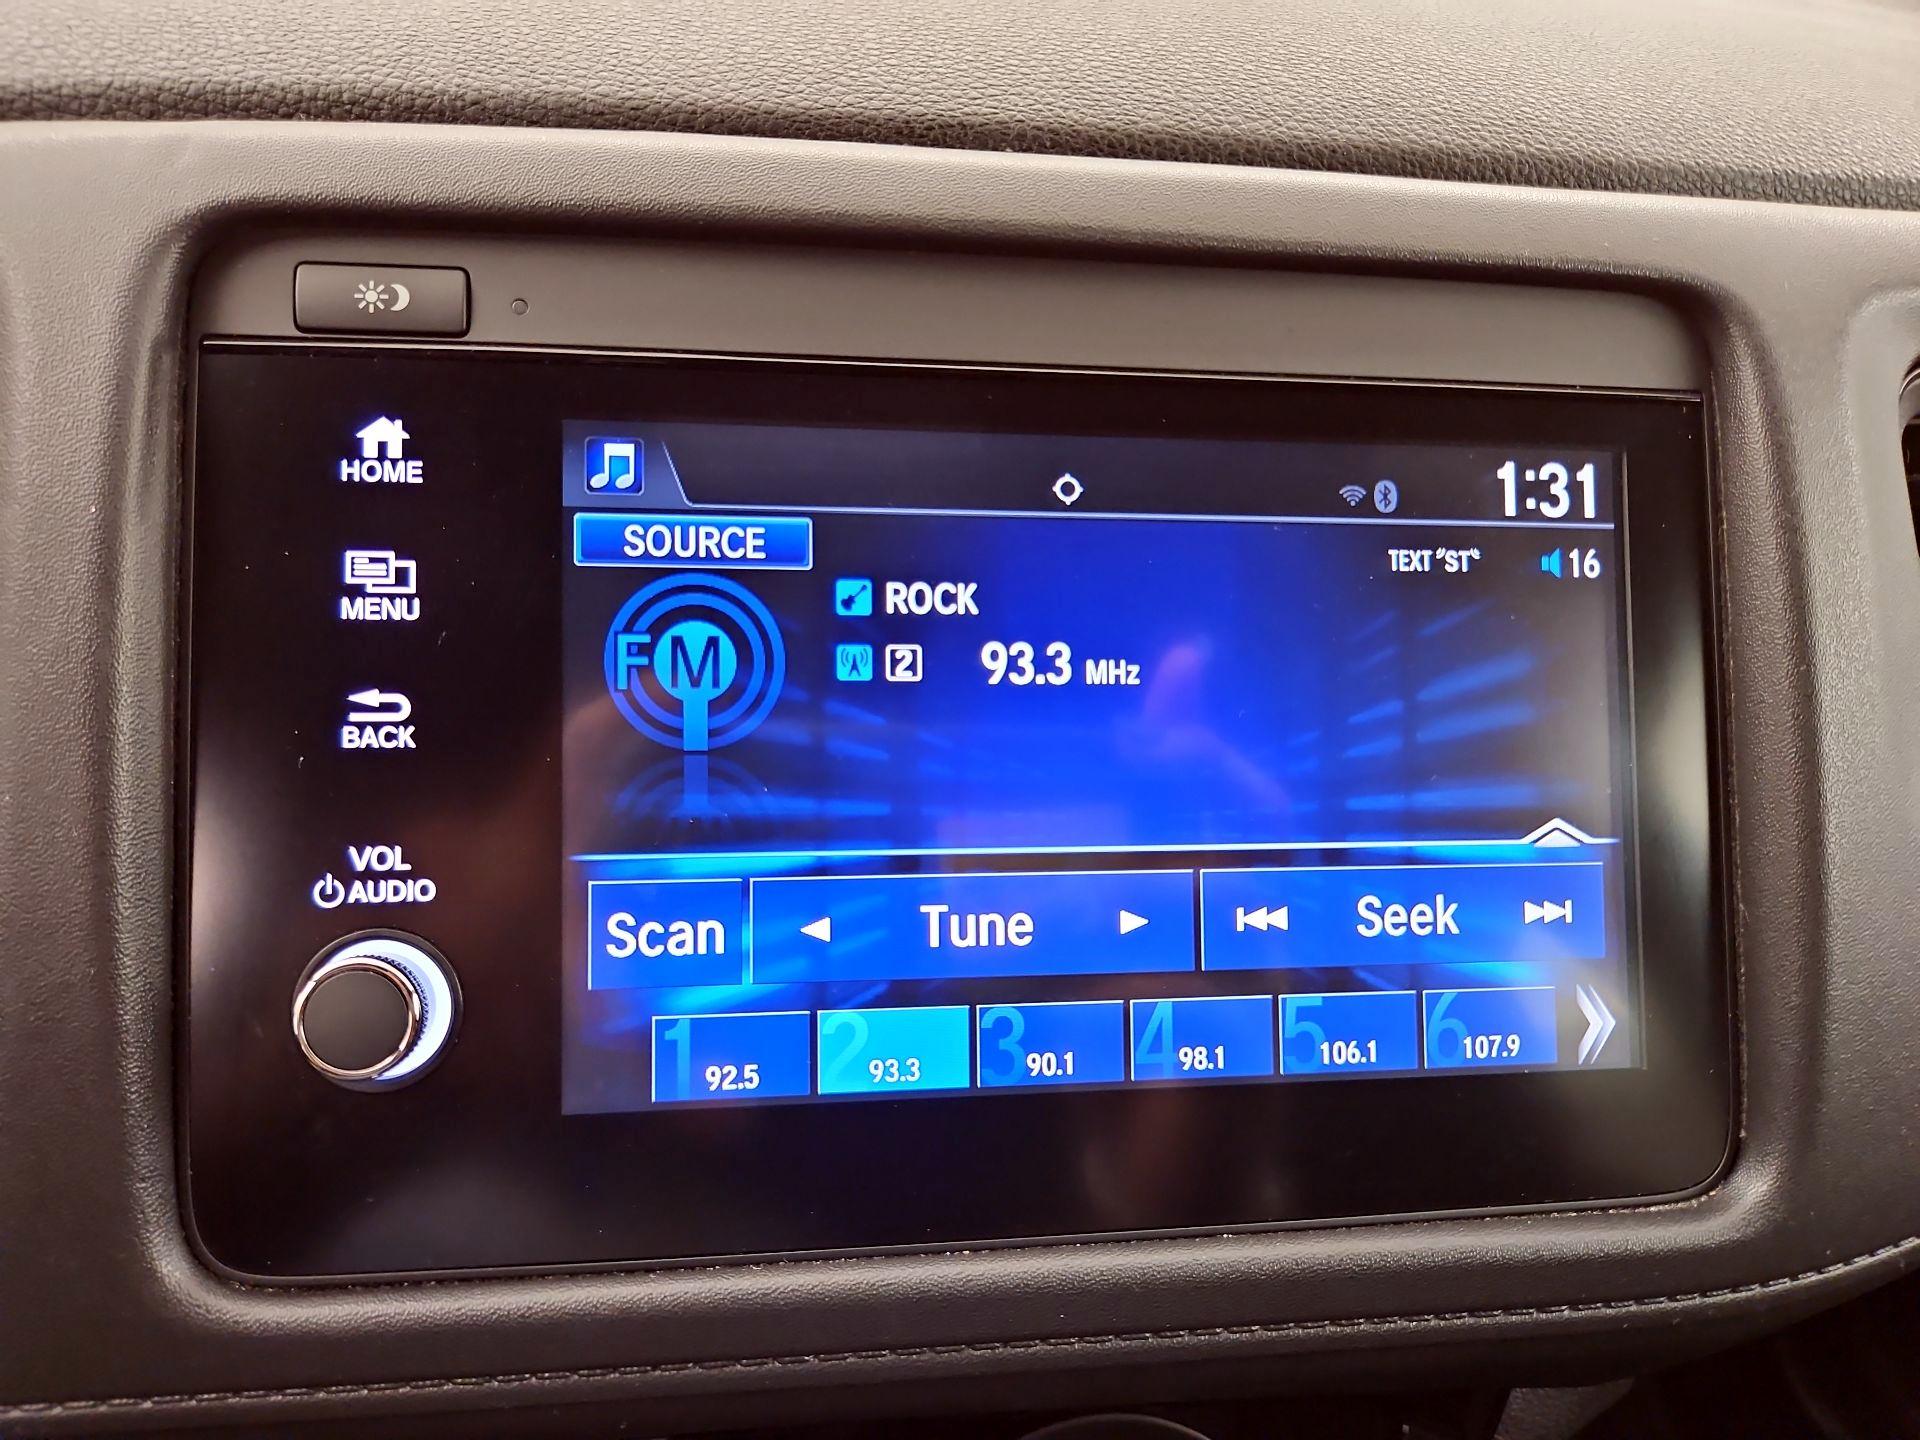 HOME
MENU
BACK
VOL
AUDIO
1:31
SOURCE
TEXT "ST"
16
FM
ROCK
2 93.3 MHz
Scan
Tune
Seek
1 92.5
2 93.3
3 90.1
4 98.1
5 106.1
6 107.9